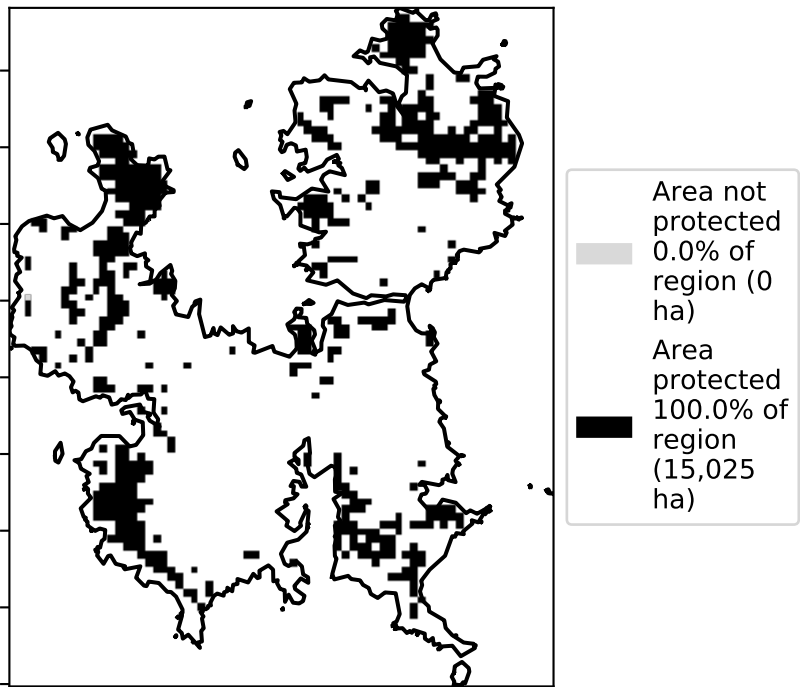 Area not
protected
0.0% of
region (0
ha)
Area
protected
100.0% of
region
(15,025
ha)